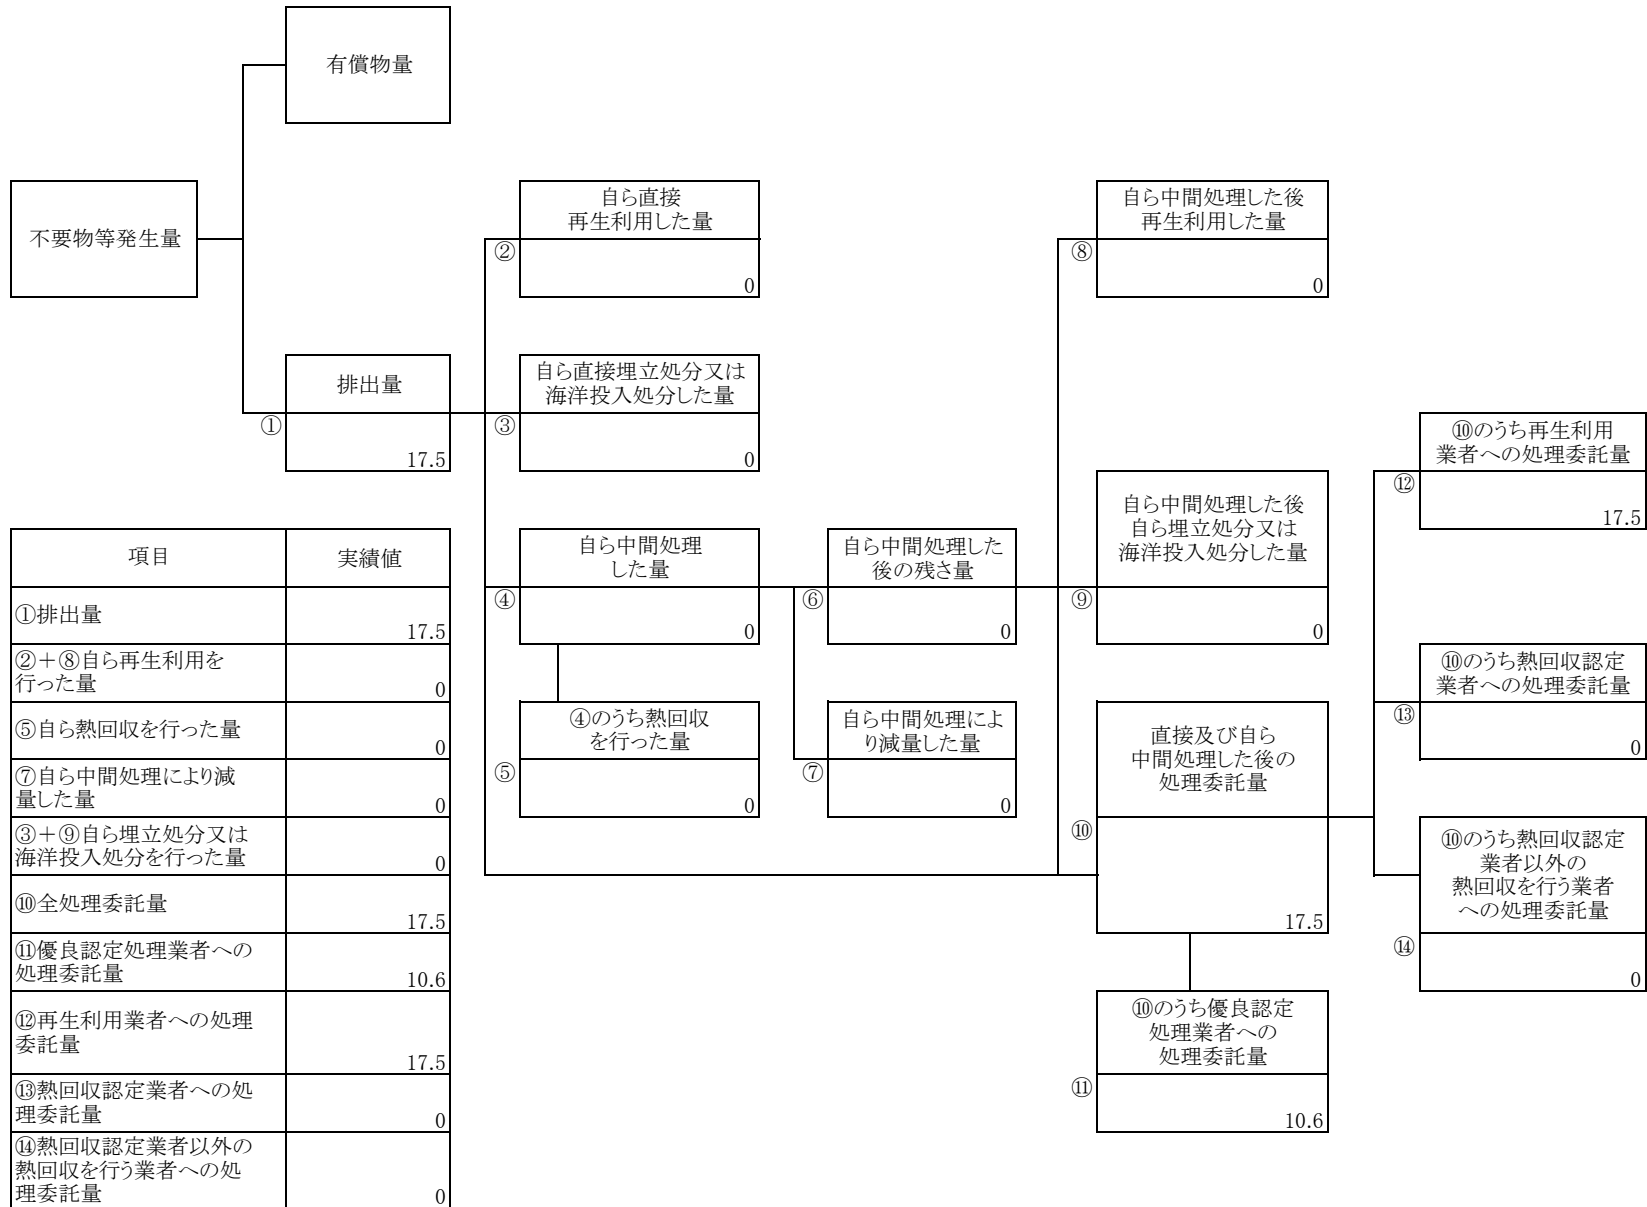 有償物量
不要物等発生量
自ら直接
再生利用した量
②
0
自ら中間処理した後
再生利用した量
⑧
0
排出量
①
17.5
自ら直接埋立処分又は
海洋投入処分した量
③
0
⑩のうち再生利用
業者への処理委託量
⑫
17.5
自ら中間処理
した量
④
0
自ら中間処理した
後の残さ量
⑥
0
自ら中間処理した後
自ら埋立処分又は
海洋投入処分した量
⑨
0
⑩のうち熱回収認定
業者への処理委託量
⑬
0
④のうち熱回収
を行った量
⑤
0
自ら中間処理によ
り減量した量
⑦
0
直接及び自ら
中間処理した後の
処理委託量
⑩
17.5
⑩のうち熱回収認定
業者以外の
熱回収を行う業者
への処理委託量
⑭
0
⑩のうち優良認定
処理業者への
処理委託量
⑪
10.6
項目 実績値
①排出量
17.5
②＋⑧自ら再生利用を
行った量
0
⑤自ら熱回収を行った量
0
⑦自ら中間処理により減
量した量
0
③＋⑨自ら埋立処分又は
海洋投入処分を行った量
0
⑩全処理委託量
17.5
⑪優良認定処理業者への
処理委託量
10.6
⑫再生利用業者への処理
委託量
17.5
⑬熱回収認定業者への処
理委託量
0
⑭熱回収認定業者以外の
熱回収を行う業者への処
理委託量
0